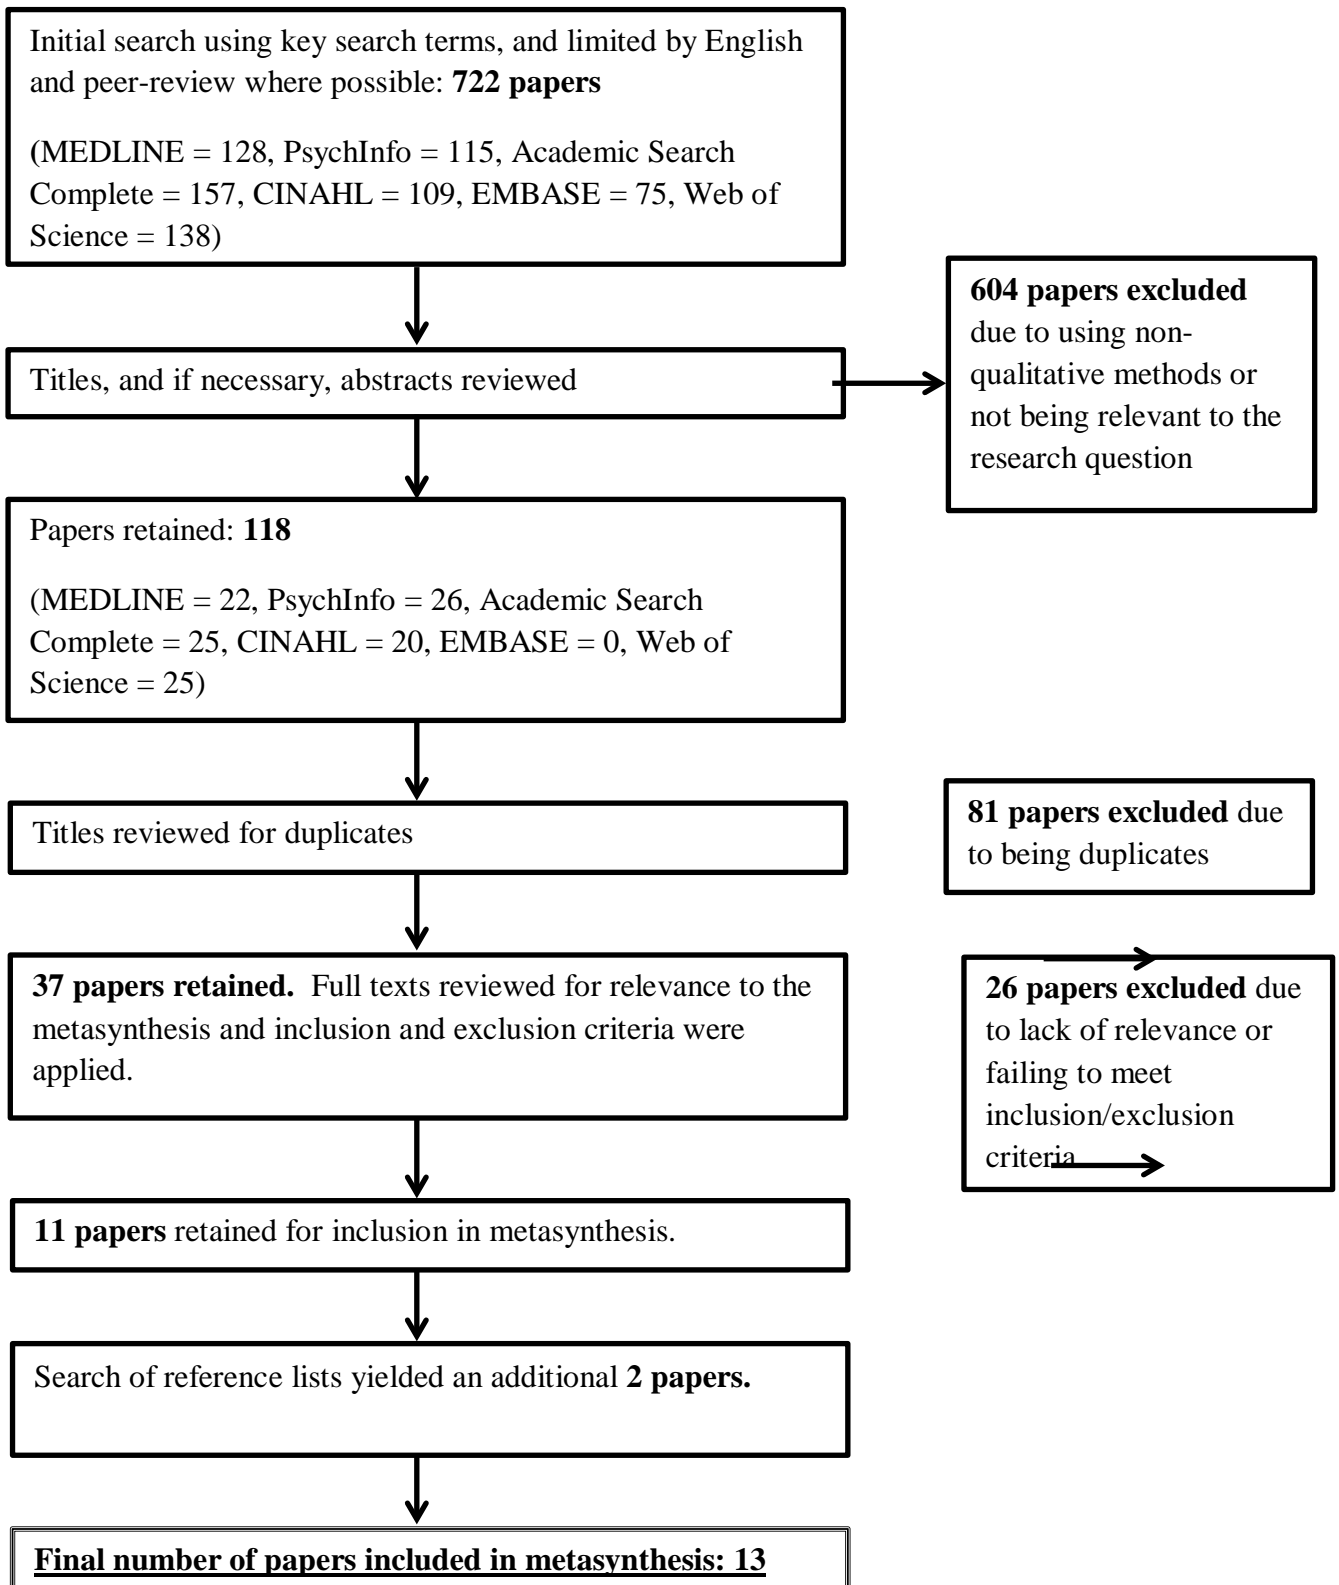 Initial search using key search terms, and limited by English
and peer-review where possible: 722 papers
(MEDLINE = 128, PsychInfo = 115, Academic Search
Complete = 157, CINAHL = 109, EMBASE = 75, Web of
Science = 138)
604 papers excluded
due to using non-
qualitative methods or
not being relevant to the
research question
Titles, and if necessary, abstracts reviewed
Papers retained: 118
(MEDLINE = 22, PsychInfo = 26, Academic Search
Complete = 25, CINAHL = 20, EMBASE = 0, Web of
Science = 25)
Titles reviewed for duplicates
81 papers excluded due
to being duplicates
37 papers retained.  Full texts reviewed for relevance to the
metasynthesis and inclusion and exclusion criteria were
applied.
26 papers excluded due
to lack of relevance or
failing to meet
inclusion/exclusion
criteria
11 papers retained for inclusion in metasynthesis.
Search of reference lists yielded an additional 2 papers.
Final number of papers included in metasynthesis: 13